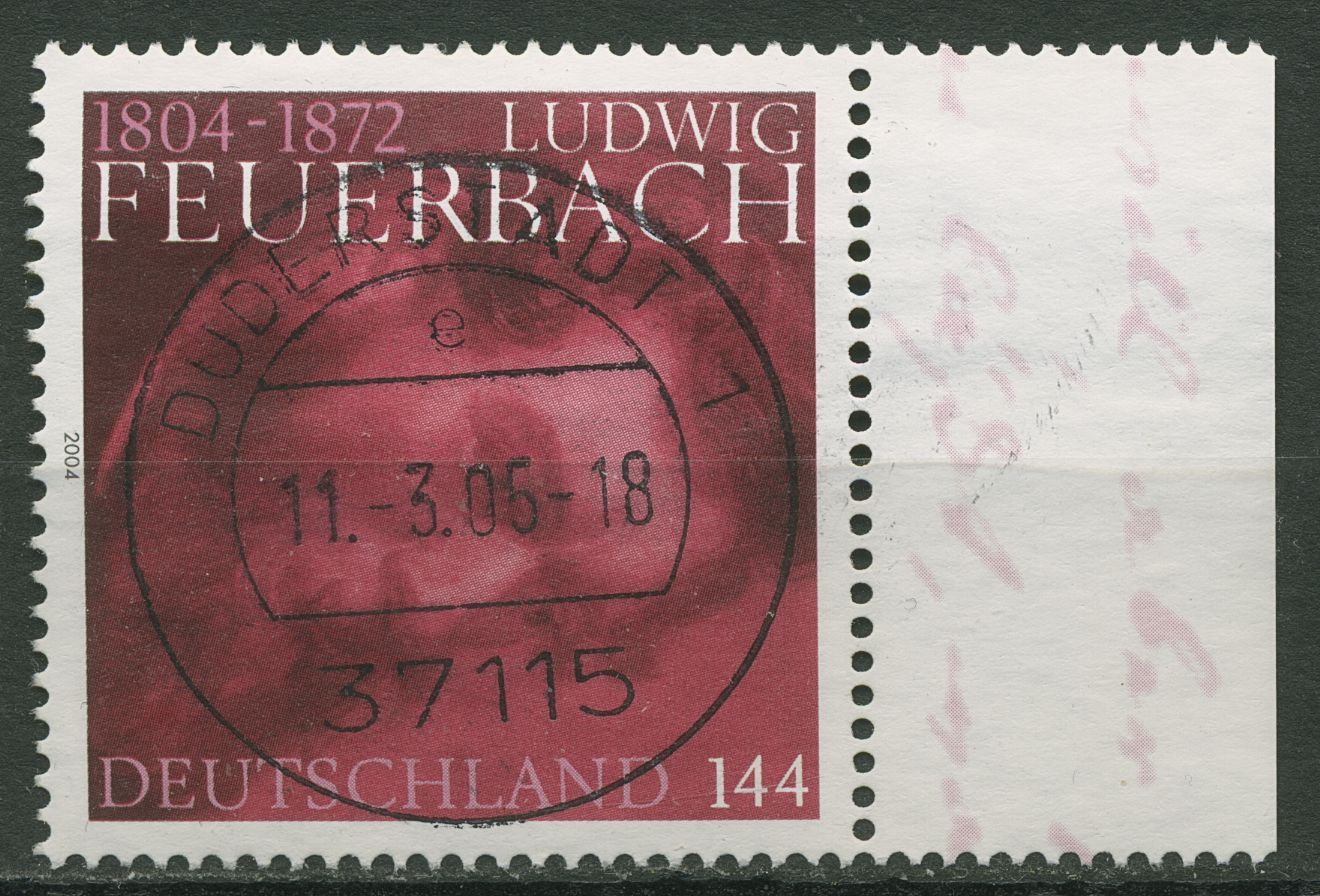 1804-1872 LUDWIG
FEUERBACH
DUDERSTADT 1
e
11.-3.05-18
37115
2004
DEUTSCHLAND 144